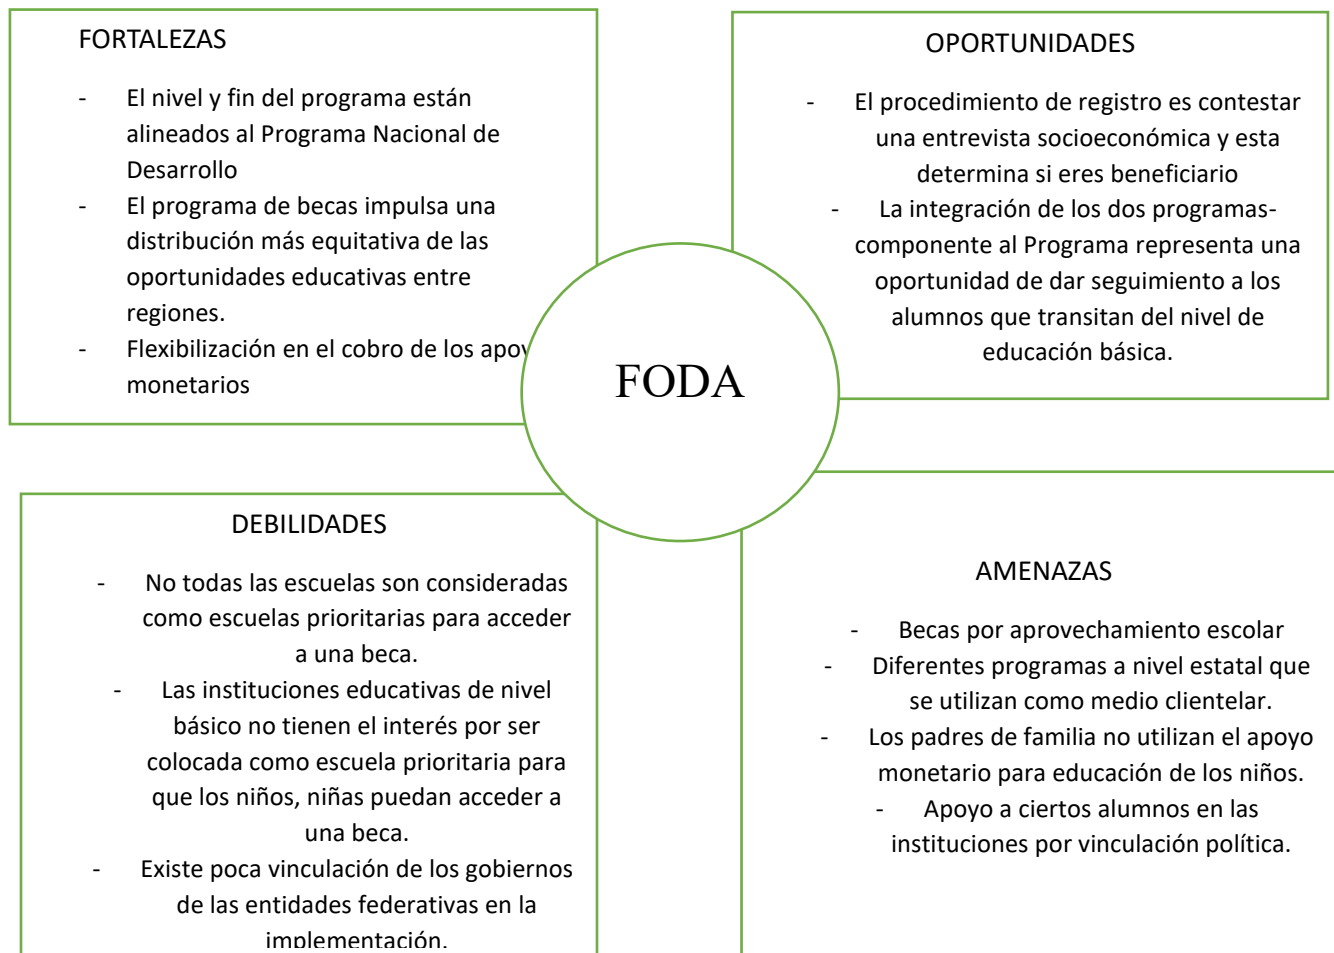 FORTALEZAS
- El nivel y fin del programa están
alineados al Programa Nacional de
Desarrollo
- El programa de becas impulsa una
distribución más equitativa de las
oportunidades educativas entre
regiones.
- Flexibilización en el cobro de los
monetarios
OPORTUNIDADES
- El procedimiento de registro es contestar
una entrevista socioeconómica y esta
determina si eres beneficiario
- La integración de los dos programas-
componente al Programa representa una
oportunidad de dar seguimiento a los
alumnos que transitan del nivel de
educación básica.
FODA
DEBILIDADES
- No todas las escuelas son consideradas
como escuelas prioritarias para acceder
a una beca.
- Las instituciones educativas de nivel
básico no tienen el interés por ser
colocada como escuela prioritaria para
que los niños, niñas puedan acceder a
una beca.
- Existe poca vinculación de los gobiernos
de las entidades federativas en la
implementación.
AMENAZAS
- Becas por aprovechamiento escolar
- Diferentes programas a nivel estatal que
se utilizan como medio clientelar.
- Los padres de familia no utilizan el apoyo
monetario para educación de los niños.
- Apoyo a ciertos alumnos en las
instituciones por vinculación política.